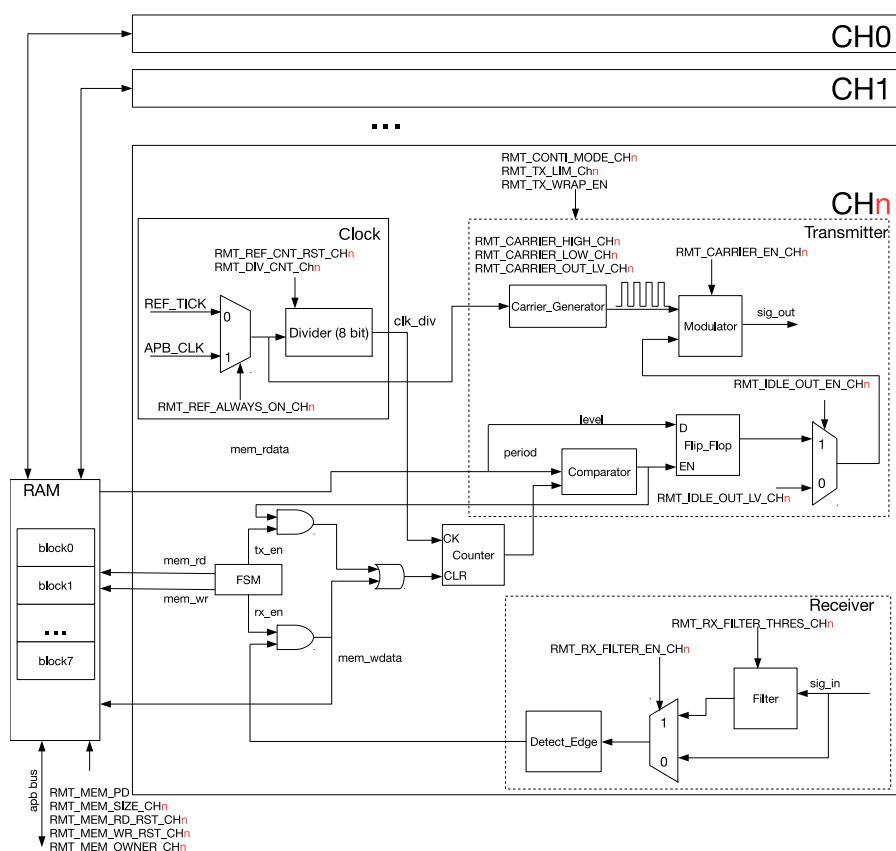 CH0
CH1
...
RMT_CONTI_MODE_CHn
RMT_TX_LIM_Chn
RMT_TX_WRAP_EN
CHn
Clock
Transmitter
RMT_REF_CNT_RST_CHn
RMT_DIV_CNT_Chn
RMT_CARRIER_HIGH_CHn
RMT_CARRIER_LOW_CHn
RMT_CARRIER_OUT_LV_CHn
RMT_CARRIER_EN_CHn
REF_TICK
0
Divider (8 bit)
clk_div
Carrier_Generator
Modulator
sig_out
APB_CLK
1
RMT_REF_ALWAYS_ON_CHn
RMT_IDLE_OUT_EN_CHn
level
mem_rdata
period
D
Flip_Flop
EN
1
0
Comparator
RMT_IDLE_OUT_LV_CHn
RAM
block0
block1
...
block7
mem_rd
mem_wr
FSM
tx_en
rx_en
CK
Counter
CLR
mem_wdata
Receiver
RMT_RX_FILTER_THRES_CHn
RMT_RX_FILTER_EN_CHn
sig_in
Filter
1
0
Detect_Edge
apb bus
RMT_MEM_PD
RMT_MEM_SIZE_CHn
RMT_MEM_RD_RST_CHn
RMT_MEM_WR_RST_CHn
RMT_MEM_OWNER_CHn